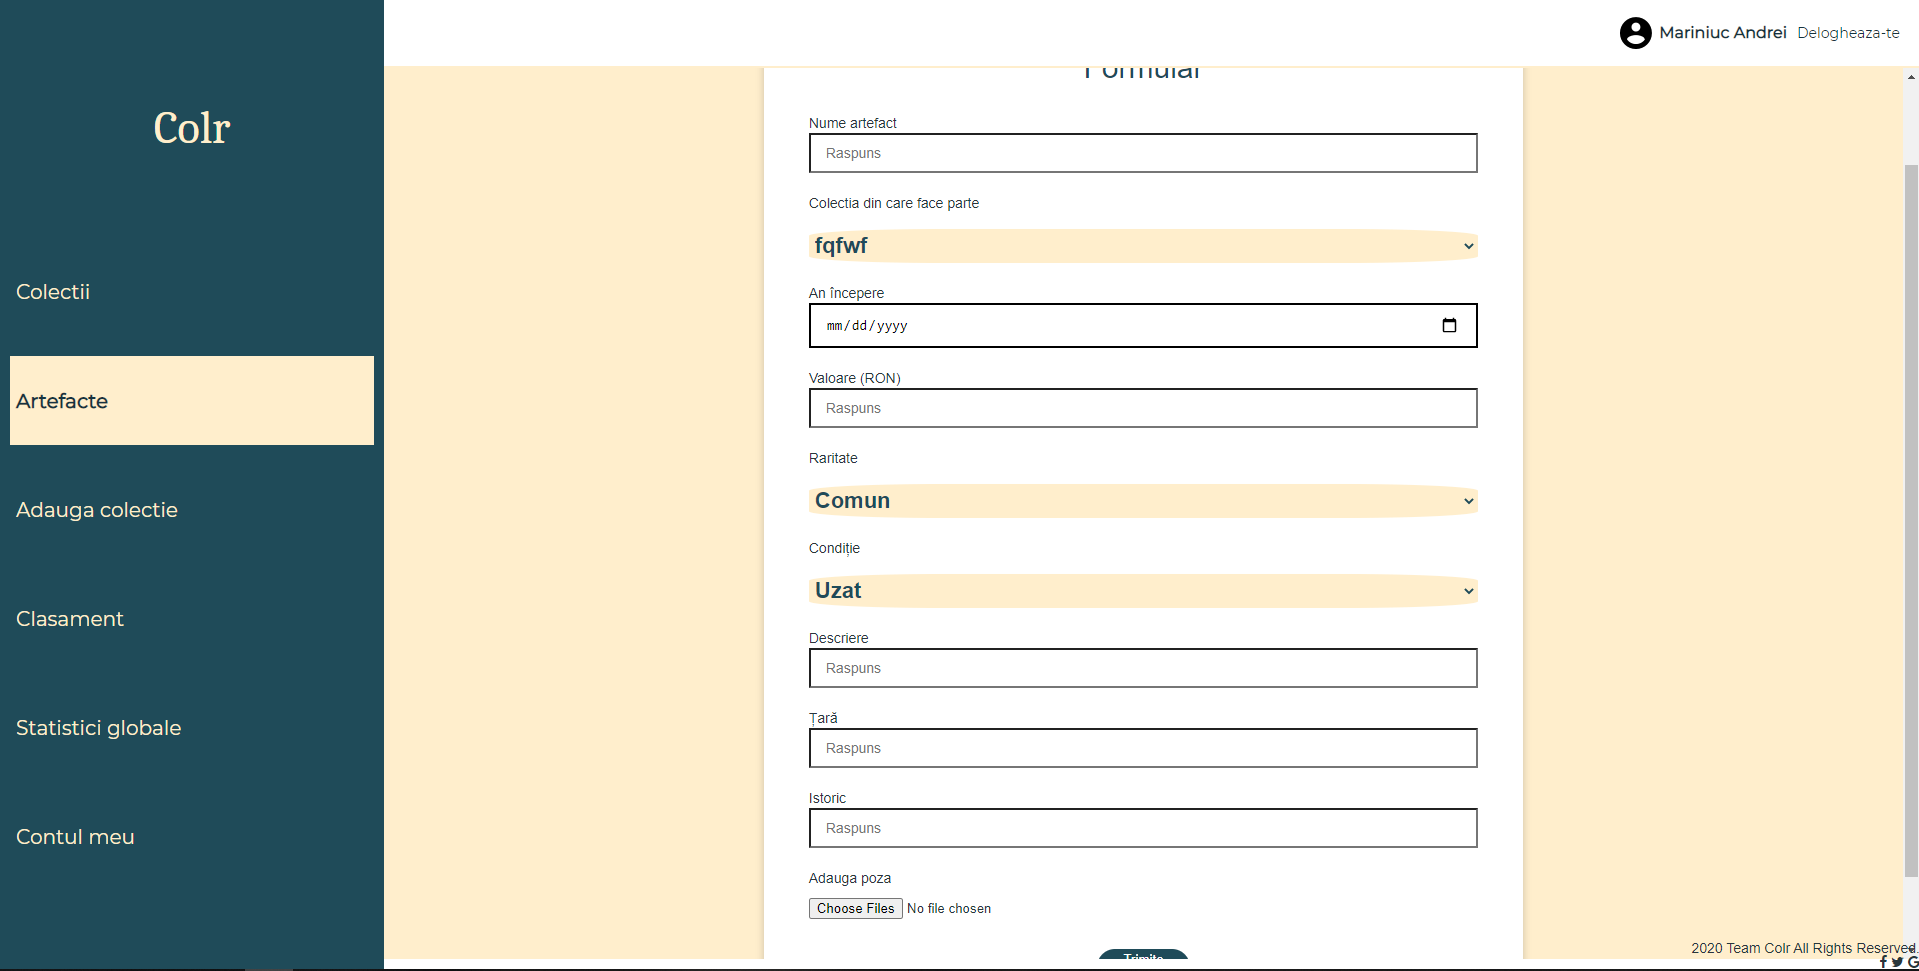 Mariniuc Andrei Delogheaza-te
Colr
Colectii
Artefacte
Adauga colectie
Clasament
Statistici globale
Contul meu
Formular
Nume artefact
Raspuns
Colectia din care face parte
fqfwf
An începere
mm/dd/yyyy
Valoare (RON)
Raspuns
Raritate
Comun
Condiție
Uzat
Descriere
Raspuns
Țară
Raspuns
Istoric
Raspuns
Adauga poza
Choose Files No file chosen
Trimite
2020 Team Colr All Rights Reserved.